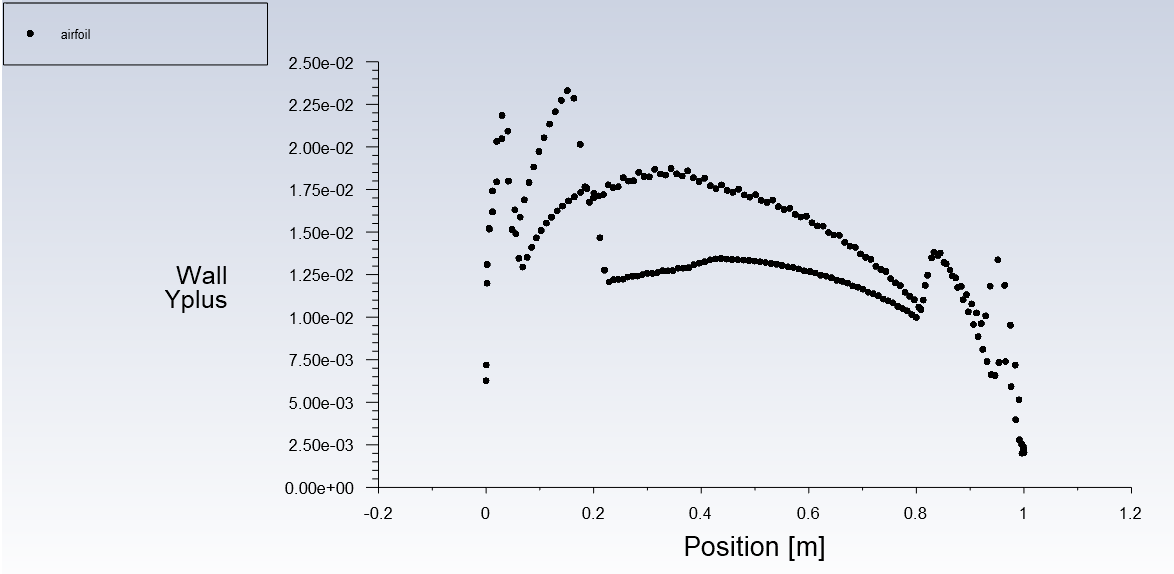 airfoil
2.50e-02
2.25e-02
2.00e-02
1.75e-02
1.50e-02
1.25e-02
1.00e-02
7.50e-03
5.00e-03
2.50e-03
0.00e+00
Wall
Yplus
-0.2 0 0.2 0.4 0.6 0.8 1 1.2
Position [m]